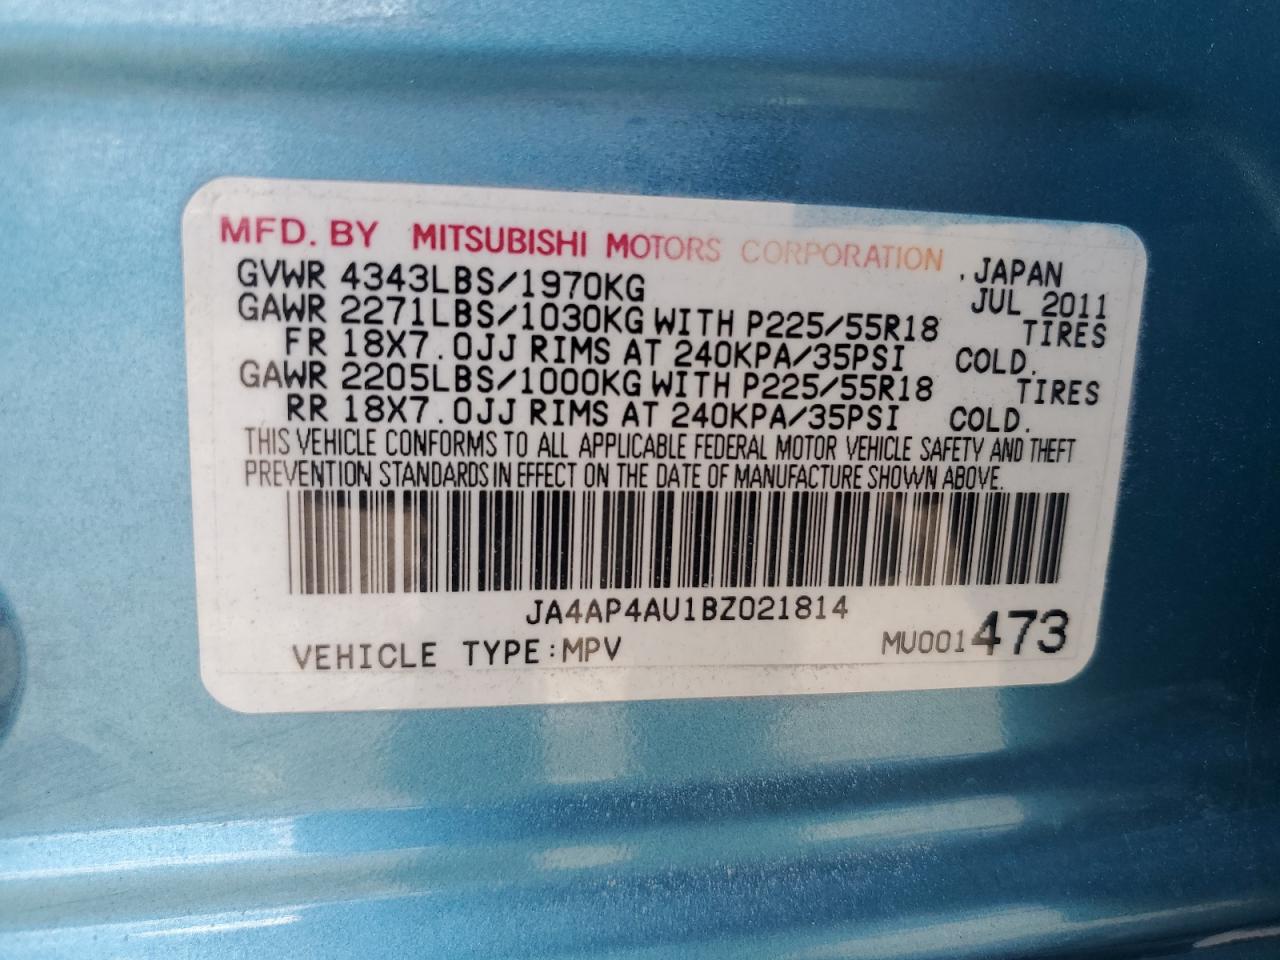 MFD. BY MITSUBISHI MOTORS CORPORATION , JAPAN
GVWR 4343LBS/1970KG JUL 2011
GAWR 2271LBS/1030KG WITH P225/55R18 TIRES
FR 18X7.0JJ RIMS AT 240KPA/35PSI COLD.
GAWR 2205LBS/1000KG WITH P225/55R18 TIRES
RR 18X7.0JJ RIMS AT 240KPA/35PSI COLD.
THIS VEHICLE CONFORMS TO ALL APPLICABLE FEDERAL MOTOR VEHICLE SAFETY AND THEFT
PREVENTION STANDARDS IN EFFECT ON THE DATE OF MANUFACTURE SHOWN ABOVE.
JA4AP4AU1BZ021814
VEHICLE TYPE:MPV MU001473